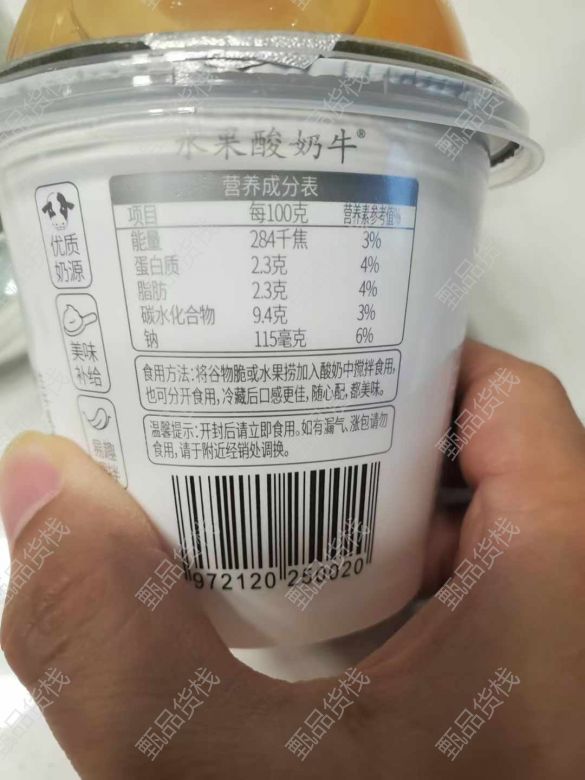 水果酸奶牛®
营养成分表
项目 每100克 营养素参考值%
能量 284千焦 3%
蛋白质 2.3克 4%
脂肪 2.3克 4%
碳水化合物 9.4克 3%
钠 115毫克 6%
优质
奶源
美味
补给
食用方法:将谷物脆或水果捞加入酸奶中搅拌食用,
也可分开食用,冷藏后口感更佳,随心配,都美味。
温馨提示:开封后请立即食用。如有漏气、涨包请勿
食用,请于附近经销处调换。
972120 250020
甄品货栈